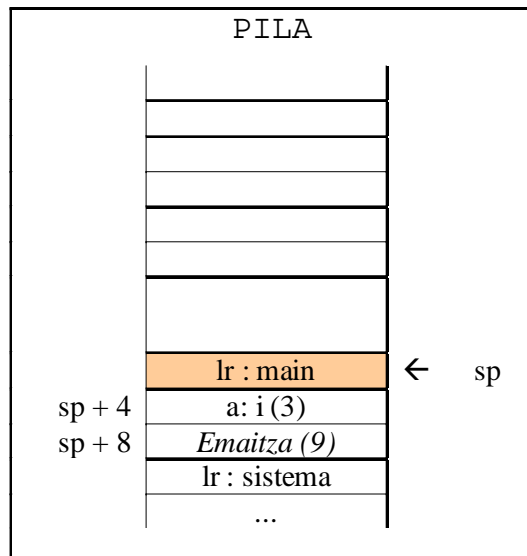 PILA
lr : main ← sp
sp + 4 a: i (3)
sp + 8 Emaitza (9)
lr : sistema
...